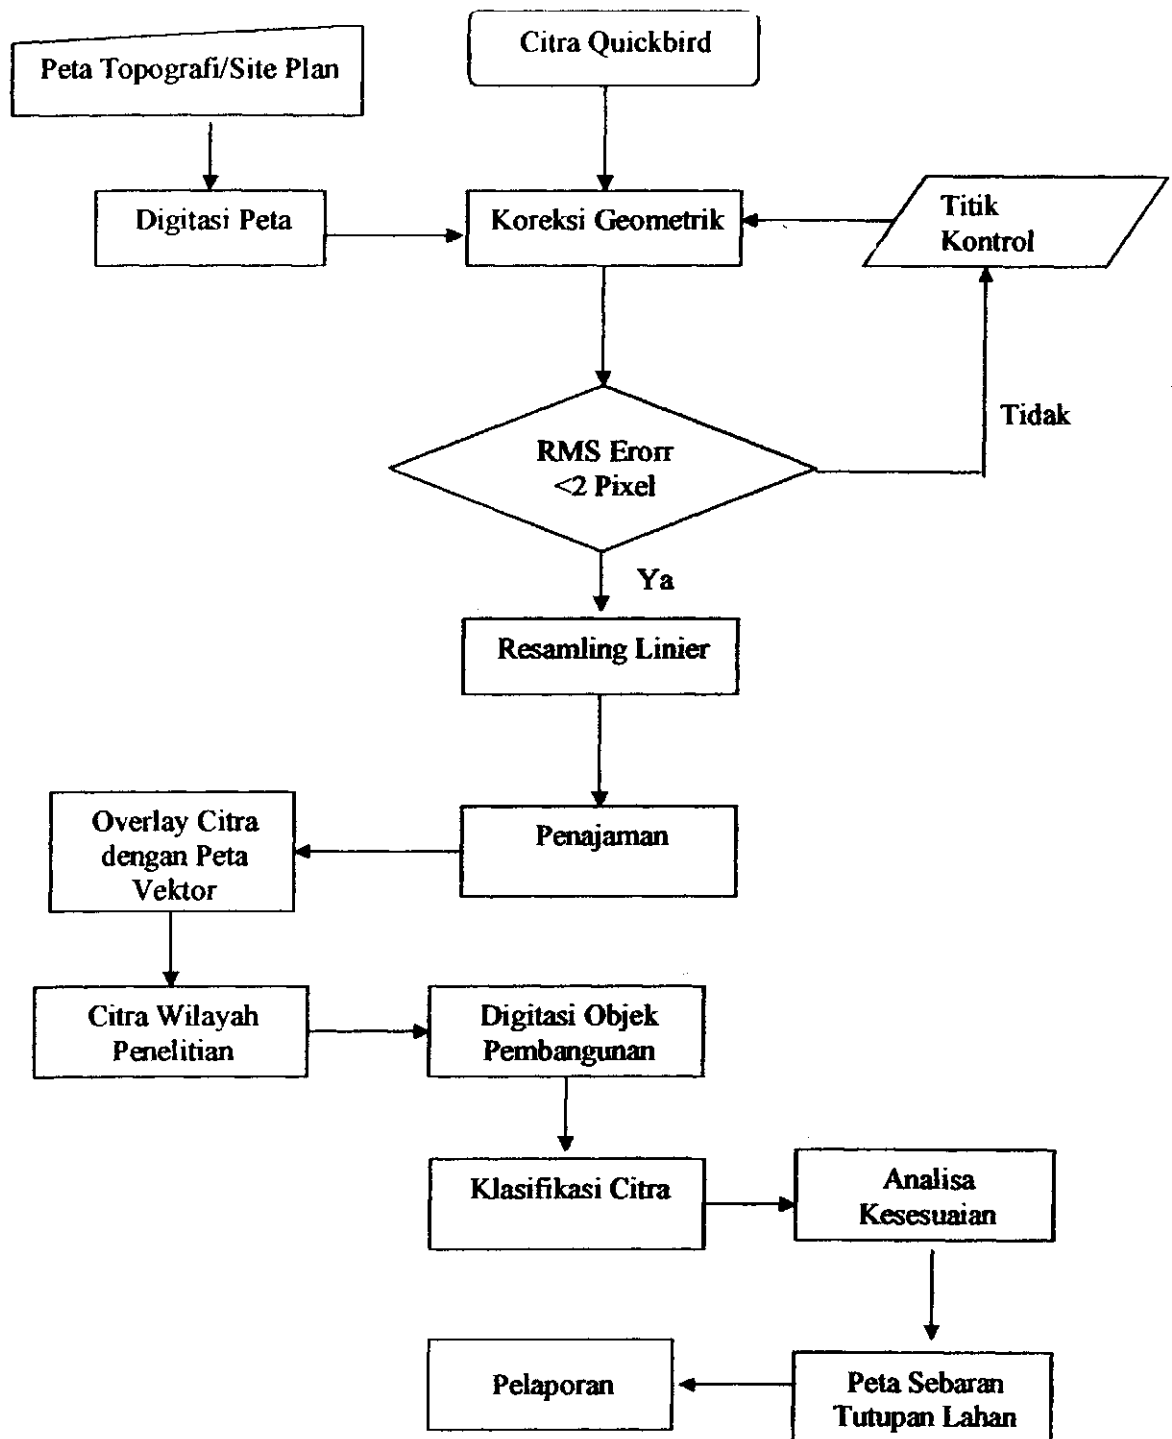 Peta Topografi/Site Plan
Citra Quickbird
Digitasi Peta
Koreksi Geometrik
Titik
Kontrol
Tidak
RMS Erorr
<2 Pixel
Ya
Resamling Linier
Penajaman
Overlay Citra
dengan Peta
Vektor
Citra Wilayah
Penelitian
Digitasi Objek
Pembangunan
Klasifikasi Citra
Analisa
Kesesuaian
Pelaporan
Peta Sebaran
Tutupan Lahan